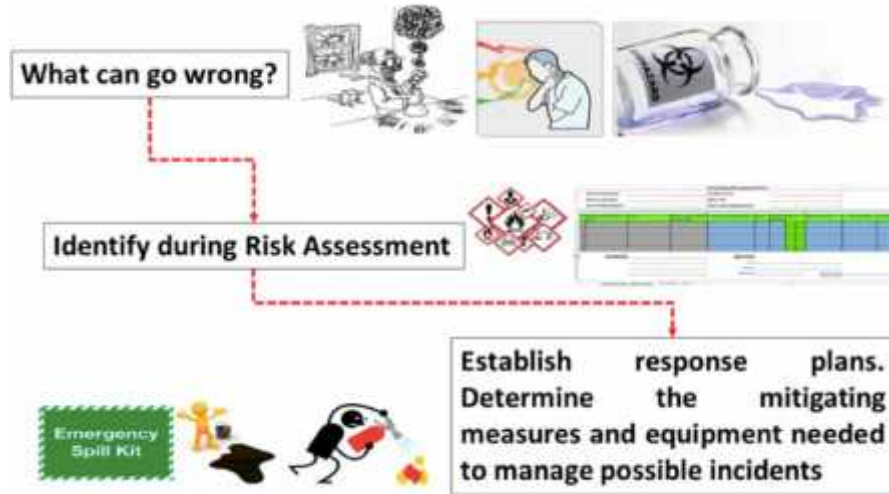 What can go wrong?
Identify during Risk Assessment
Establish response plans.
Determine the mitigating
measures and equipment needed
to manage possible incidents
Emergency
Spill Kit